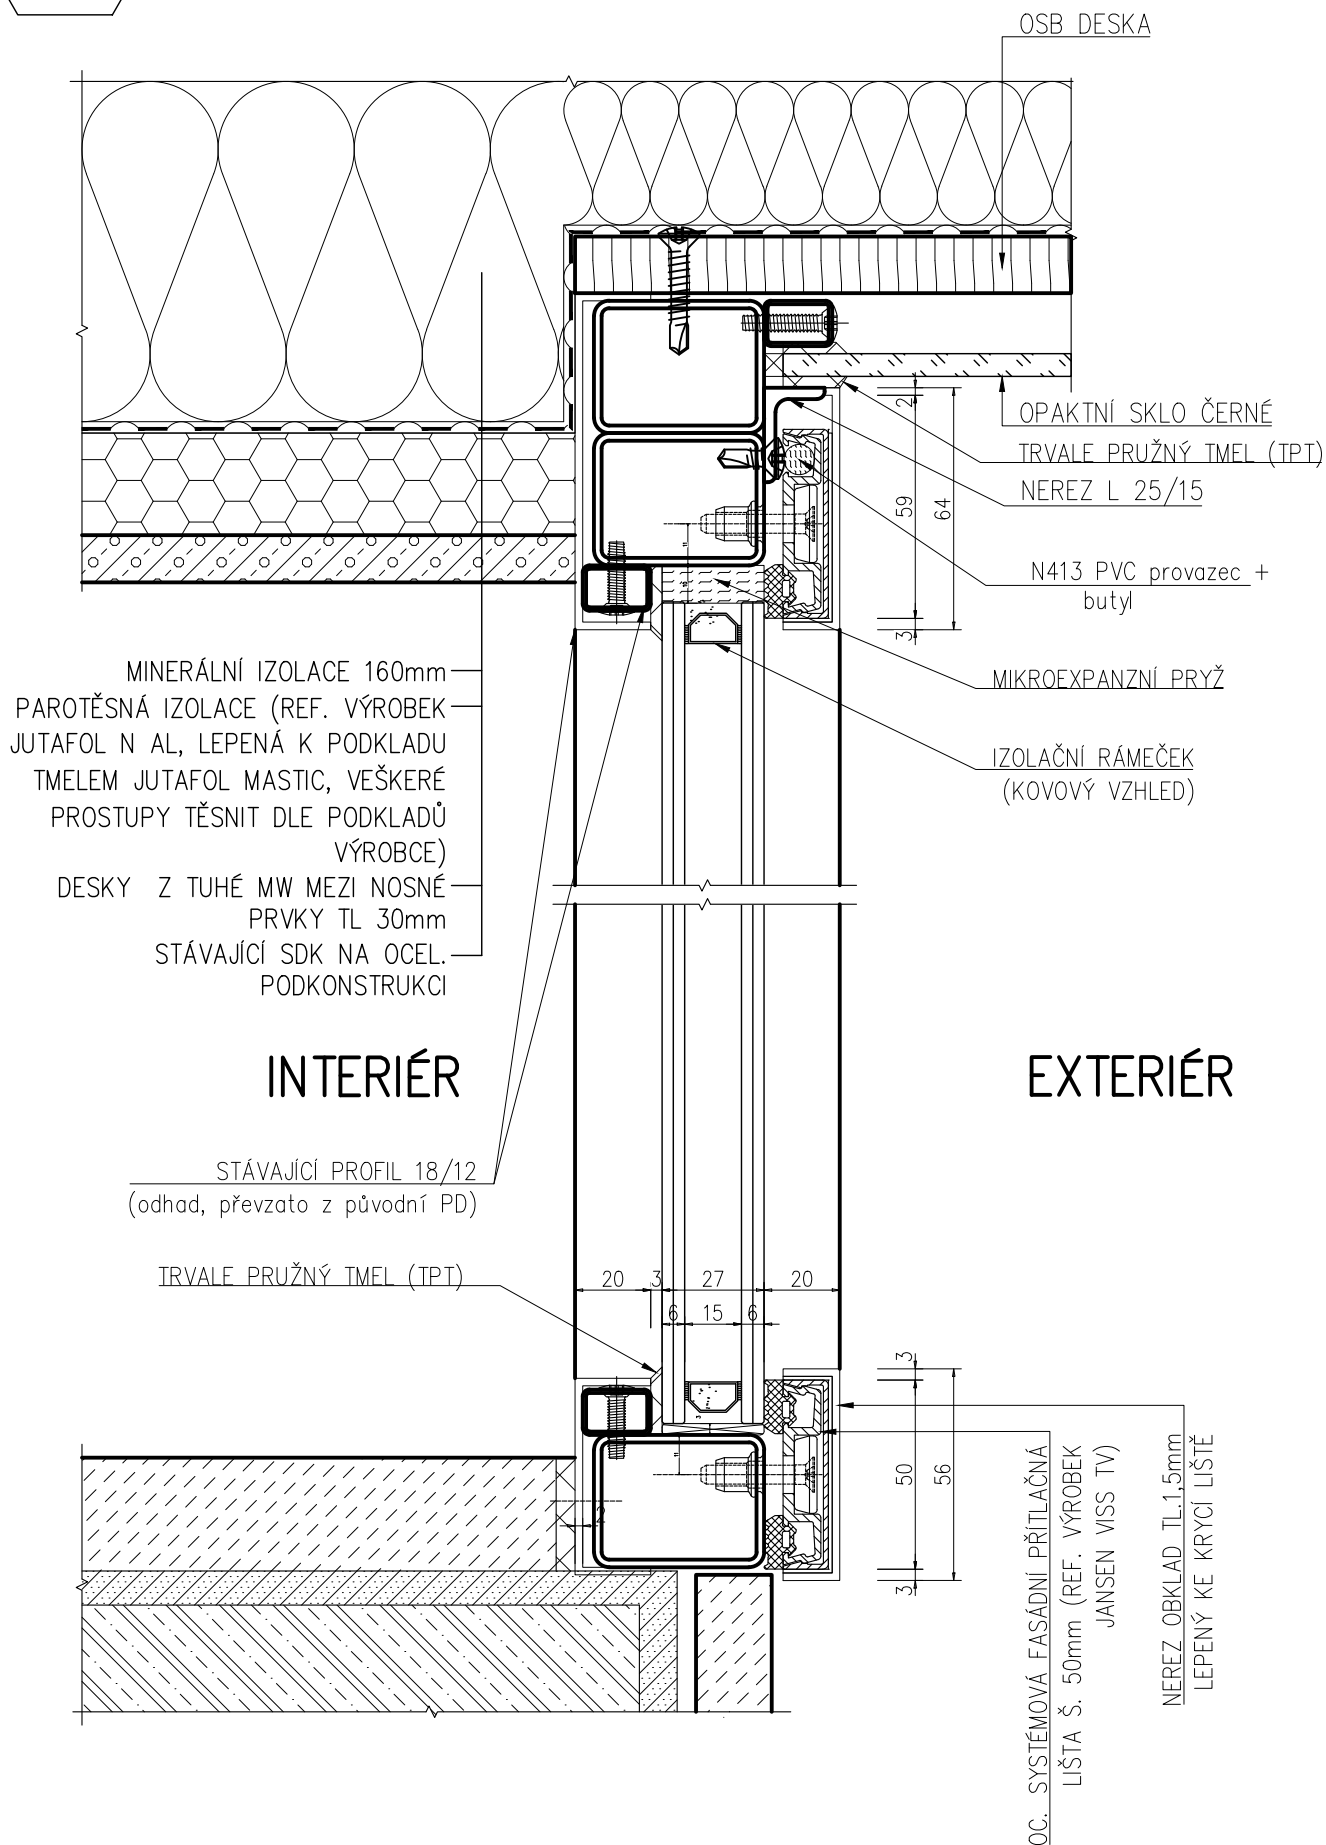 OSB DESKA
OPAKTNÍ SKLO ČERNÉ
TRVALE PRUŽNÝ TMEL (TPT)
NEREZ L 25/15
N413 PVC provazec +
butyl
MIKROEXPANZNÍ PRYŽ
IZOLAČNÍ RÁMEČEK
(KOVOVÝ VZHLED)
2
59
64
3
11
MINERÁLNÍ IZOLACE 160mm
PAROTĚSNÁ IZOLACE (REF. VÝROBEK
JUTAFOL N AL, LEPENÁ K PODKLADU
TMELEM JUTAFOL MASTIC, VEŠKERÉ
PROSTUPY TĚSNIT DLE PODKLADŮ
VÝROBCE)
DESKY Z TUHÉ MW MEZI NOSNÉ
PRVKY TL 30mm
STÁVAJÍCÍ SDK NA OCEL.
PODKONSTRUKCI
INTERIÉR
EXTERIÉR
STÁVAJÍCÍ PROFIL 18/12
(odhad, převzato z původní PD)
TRVALE PRUŽNÝ TMEL (TPT)
20 3 27 20
6 15 6
3
50
56
3
11
3
2
OC. SYSTÉMOVÁ FASÁDNÍ PŘÍTLAČNÁ
LIŠTA Š. 50mm (REF. VÝROBEK
JANSEN VISS TV)
NEREZ OBKLAD TL.1,5mm
LEPENÝ KE KRYCÍ LIŠTĚ